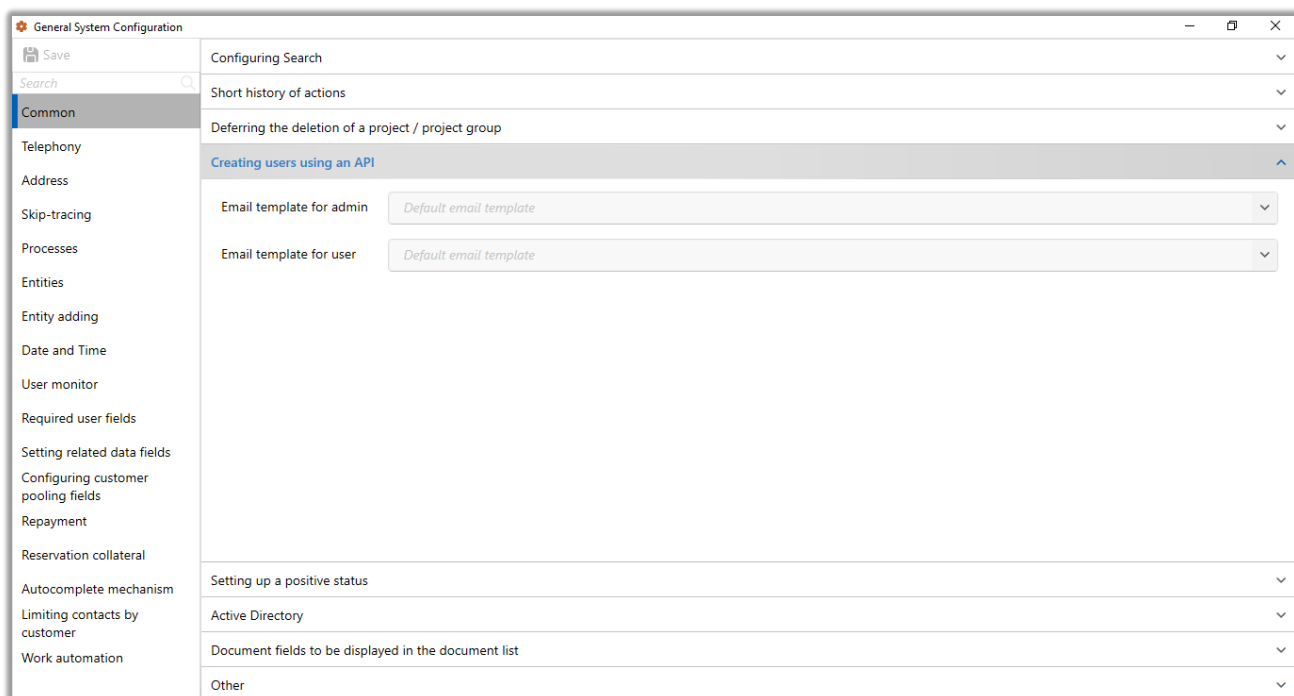 General System Configuration
Save
Search
Common
Telephony
Address
Skip-tracing
Processes
Entities
Entity adding
Date and Time
User monitor
Required user fields
Setting related data fields
Configuring customer
pooling fields
Repayment
Reservation collateral
Autocomplete mechanism
Limiting contacts by
customer
Work automation
Configuring Search
Short history of actions
Deferring the deletion of a project / project group
Creating users using an API
Email template for admin
Default email template
Email template for user
Default email template
Setting up a positive status
Active Directory
Document fields to be displayed in the document list
Other